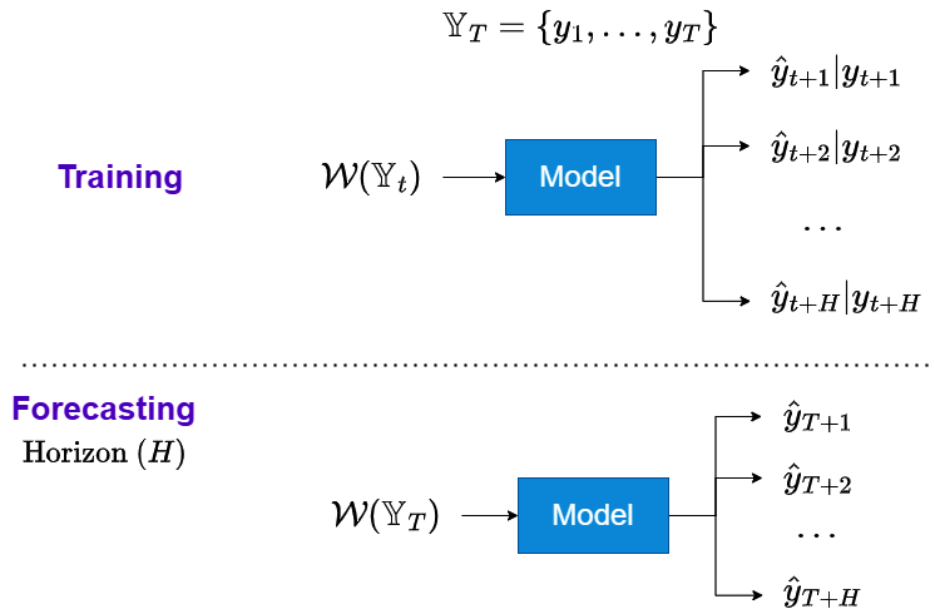 𝕐_T = {y_1, . . . , y_T}
ŷ_{t+1}|y_{t+1}
ŷ_{t+2}|y_{t+2}
Training
𝒲(𝕐_t)
Model
. . .
ŷ_{t+H}|y_{t+H}
Forecasting
Horizon (H)
ŷ_{T+1}
ŷ_{T+2}
𝒲(𝕐_T)
Model
. . .
ŷ_{T+H}